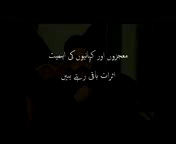 معجزوں اور کہانیوں کی اہمیت
اثرات باقی رہتے ہیں